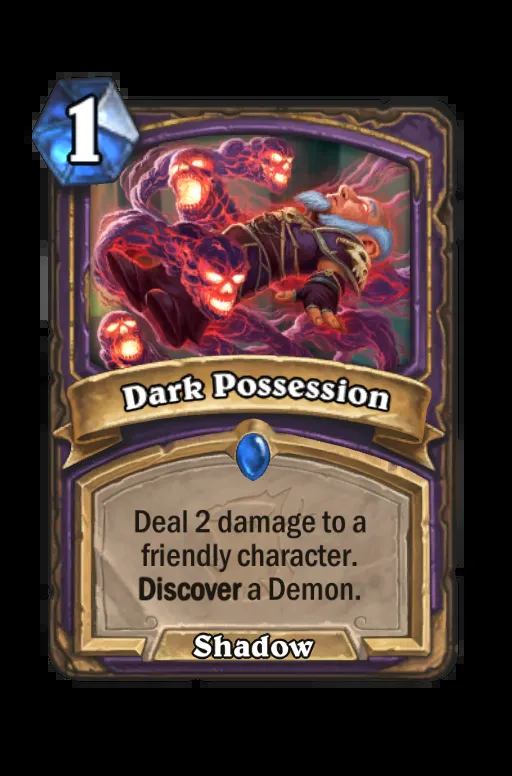 1
Dark Possession
Deal 2 damage to a
friendly character.
Discover a Demon.
Shadow